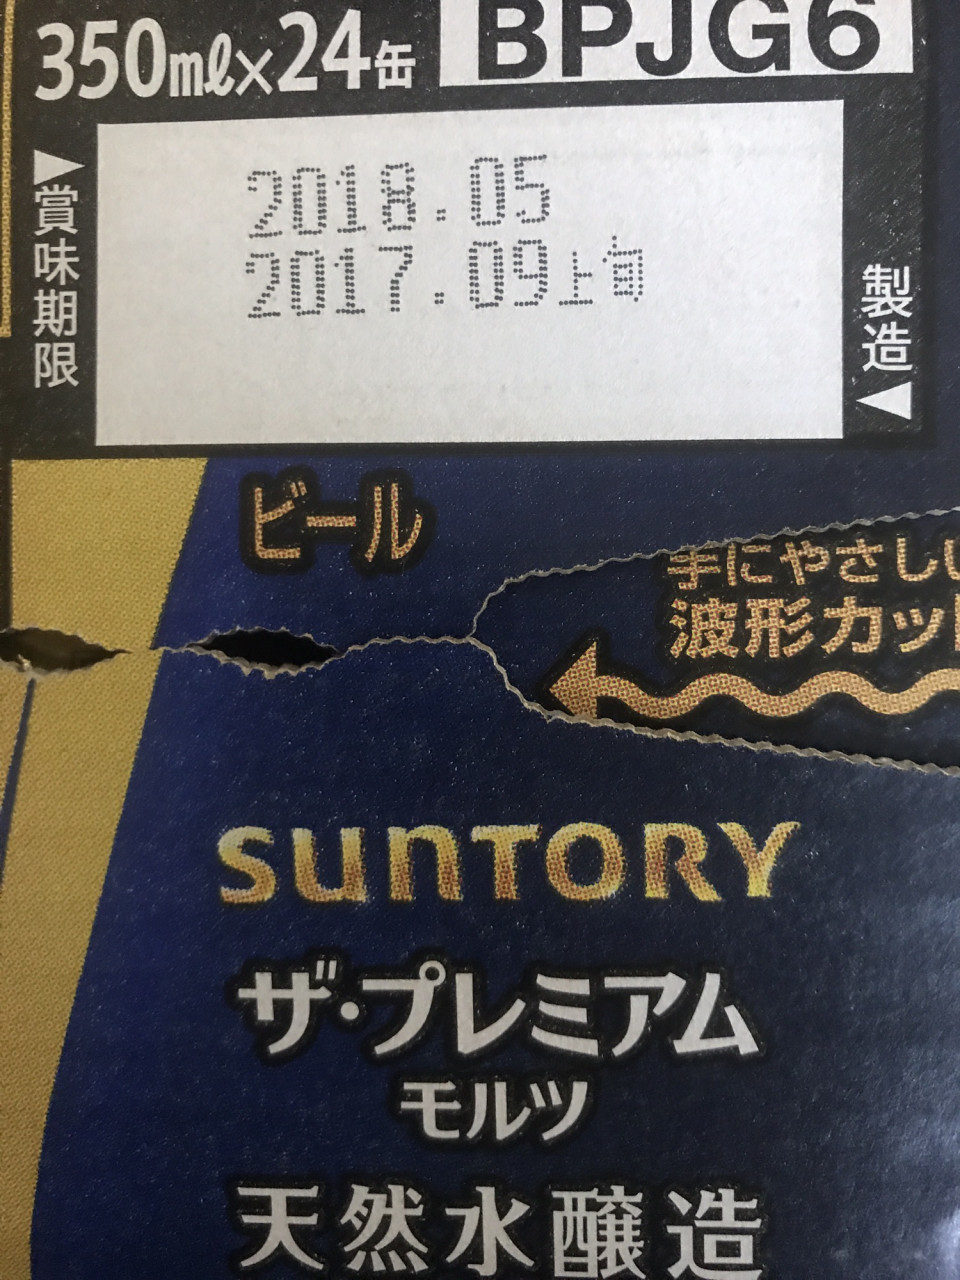 350ml×24缶
BPJG6
▶賞味期限
2018.05
2017.09上旬
製造◀
ビール
手にやさしい
波形カット
SUNTORY
ザ・プレミアム
モルツ
天然水醸造